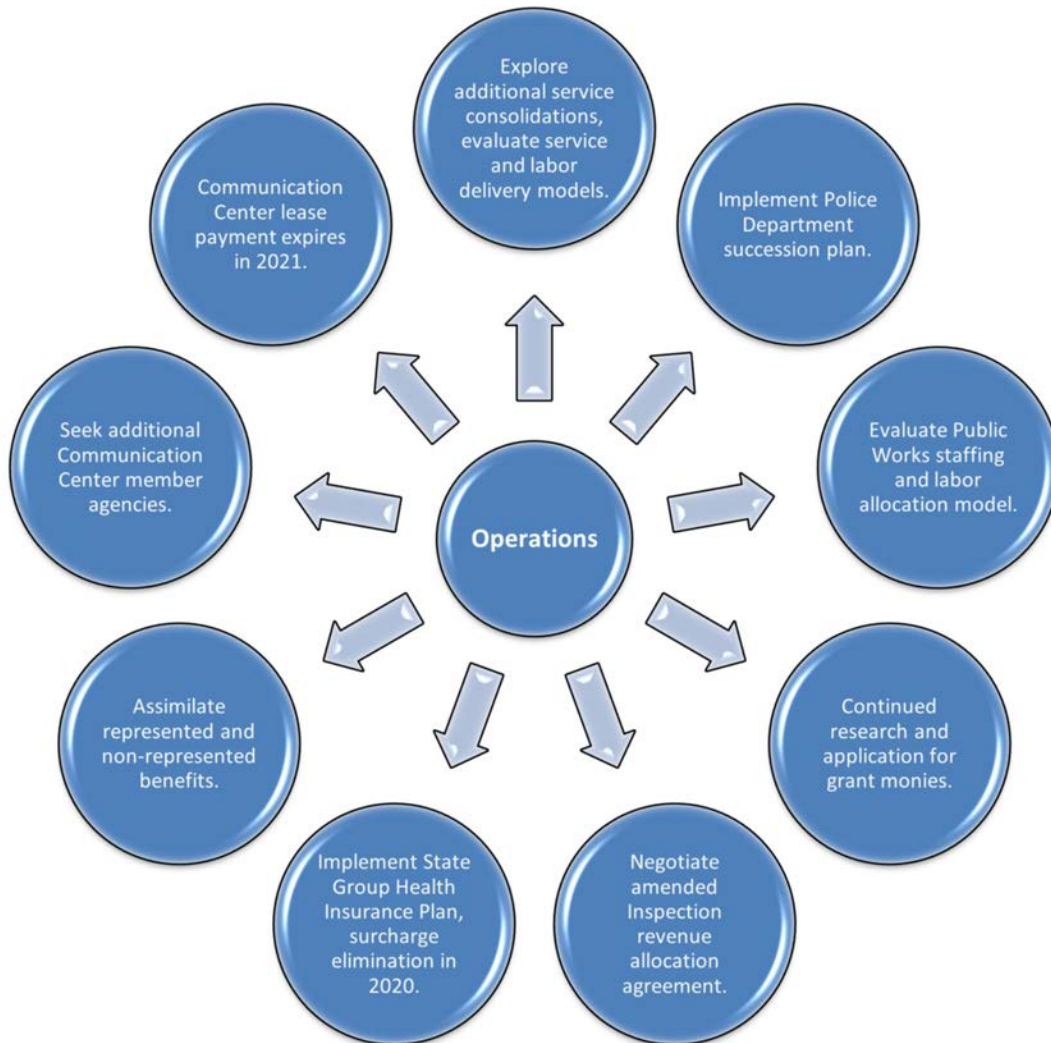 Explore
additional service
consolidations,
evaluate service
and labor
delivery models.
Implement Police
Department
succession plan.
Evaluate Public
Works staffing
and labor
allocation model.
Continued
research and
application for
grant monies.
Negotiate
amended
Inspection
revenue
allocation
agreement.
Implement State
Group Health
Insurance Plan,
surcharge
elimination in
2020.
Assimilate
represented and
non-represented
benefits.
Seek additional
Communication
Center member
agencies.
Communication
Center lease
payment expires
in 2021.
Operations